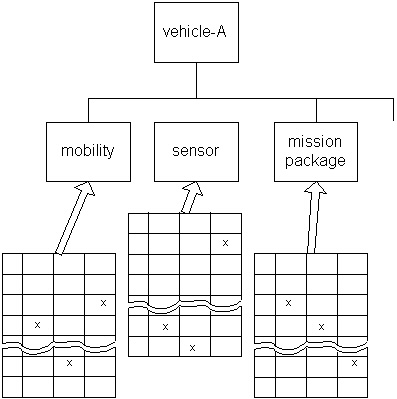 vehicle-A
mobility
sensor
mission
package
x
x
x
x
x
x
x
x
x